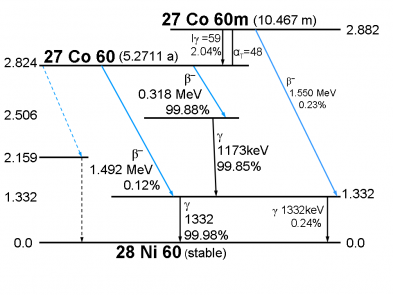 27 Co 60m (10.467 m)
2.882
Iγ=59
2.04%
αT=48
27 Co 60 (5.2711 a)
2.824
β⁻
0.318 MeV
99.88%
β⁻
1.550 MeV
0.23%
2.506
γ
1173keV
99.85%
2.159
β⁻
1.492 MeV
0.12%
1.332
1.332
γ
1332
99.98%
γ 1332keV
0.24%
0.0
0.0
28 Ni 60 (stable)